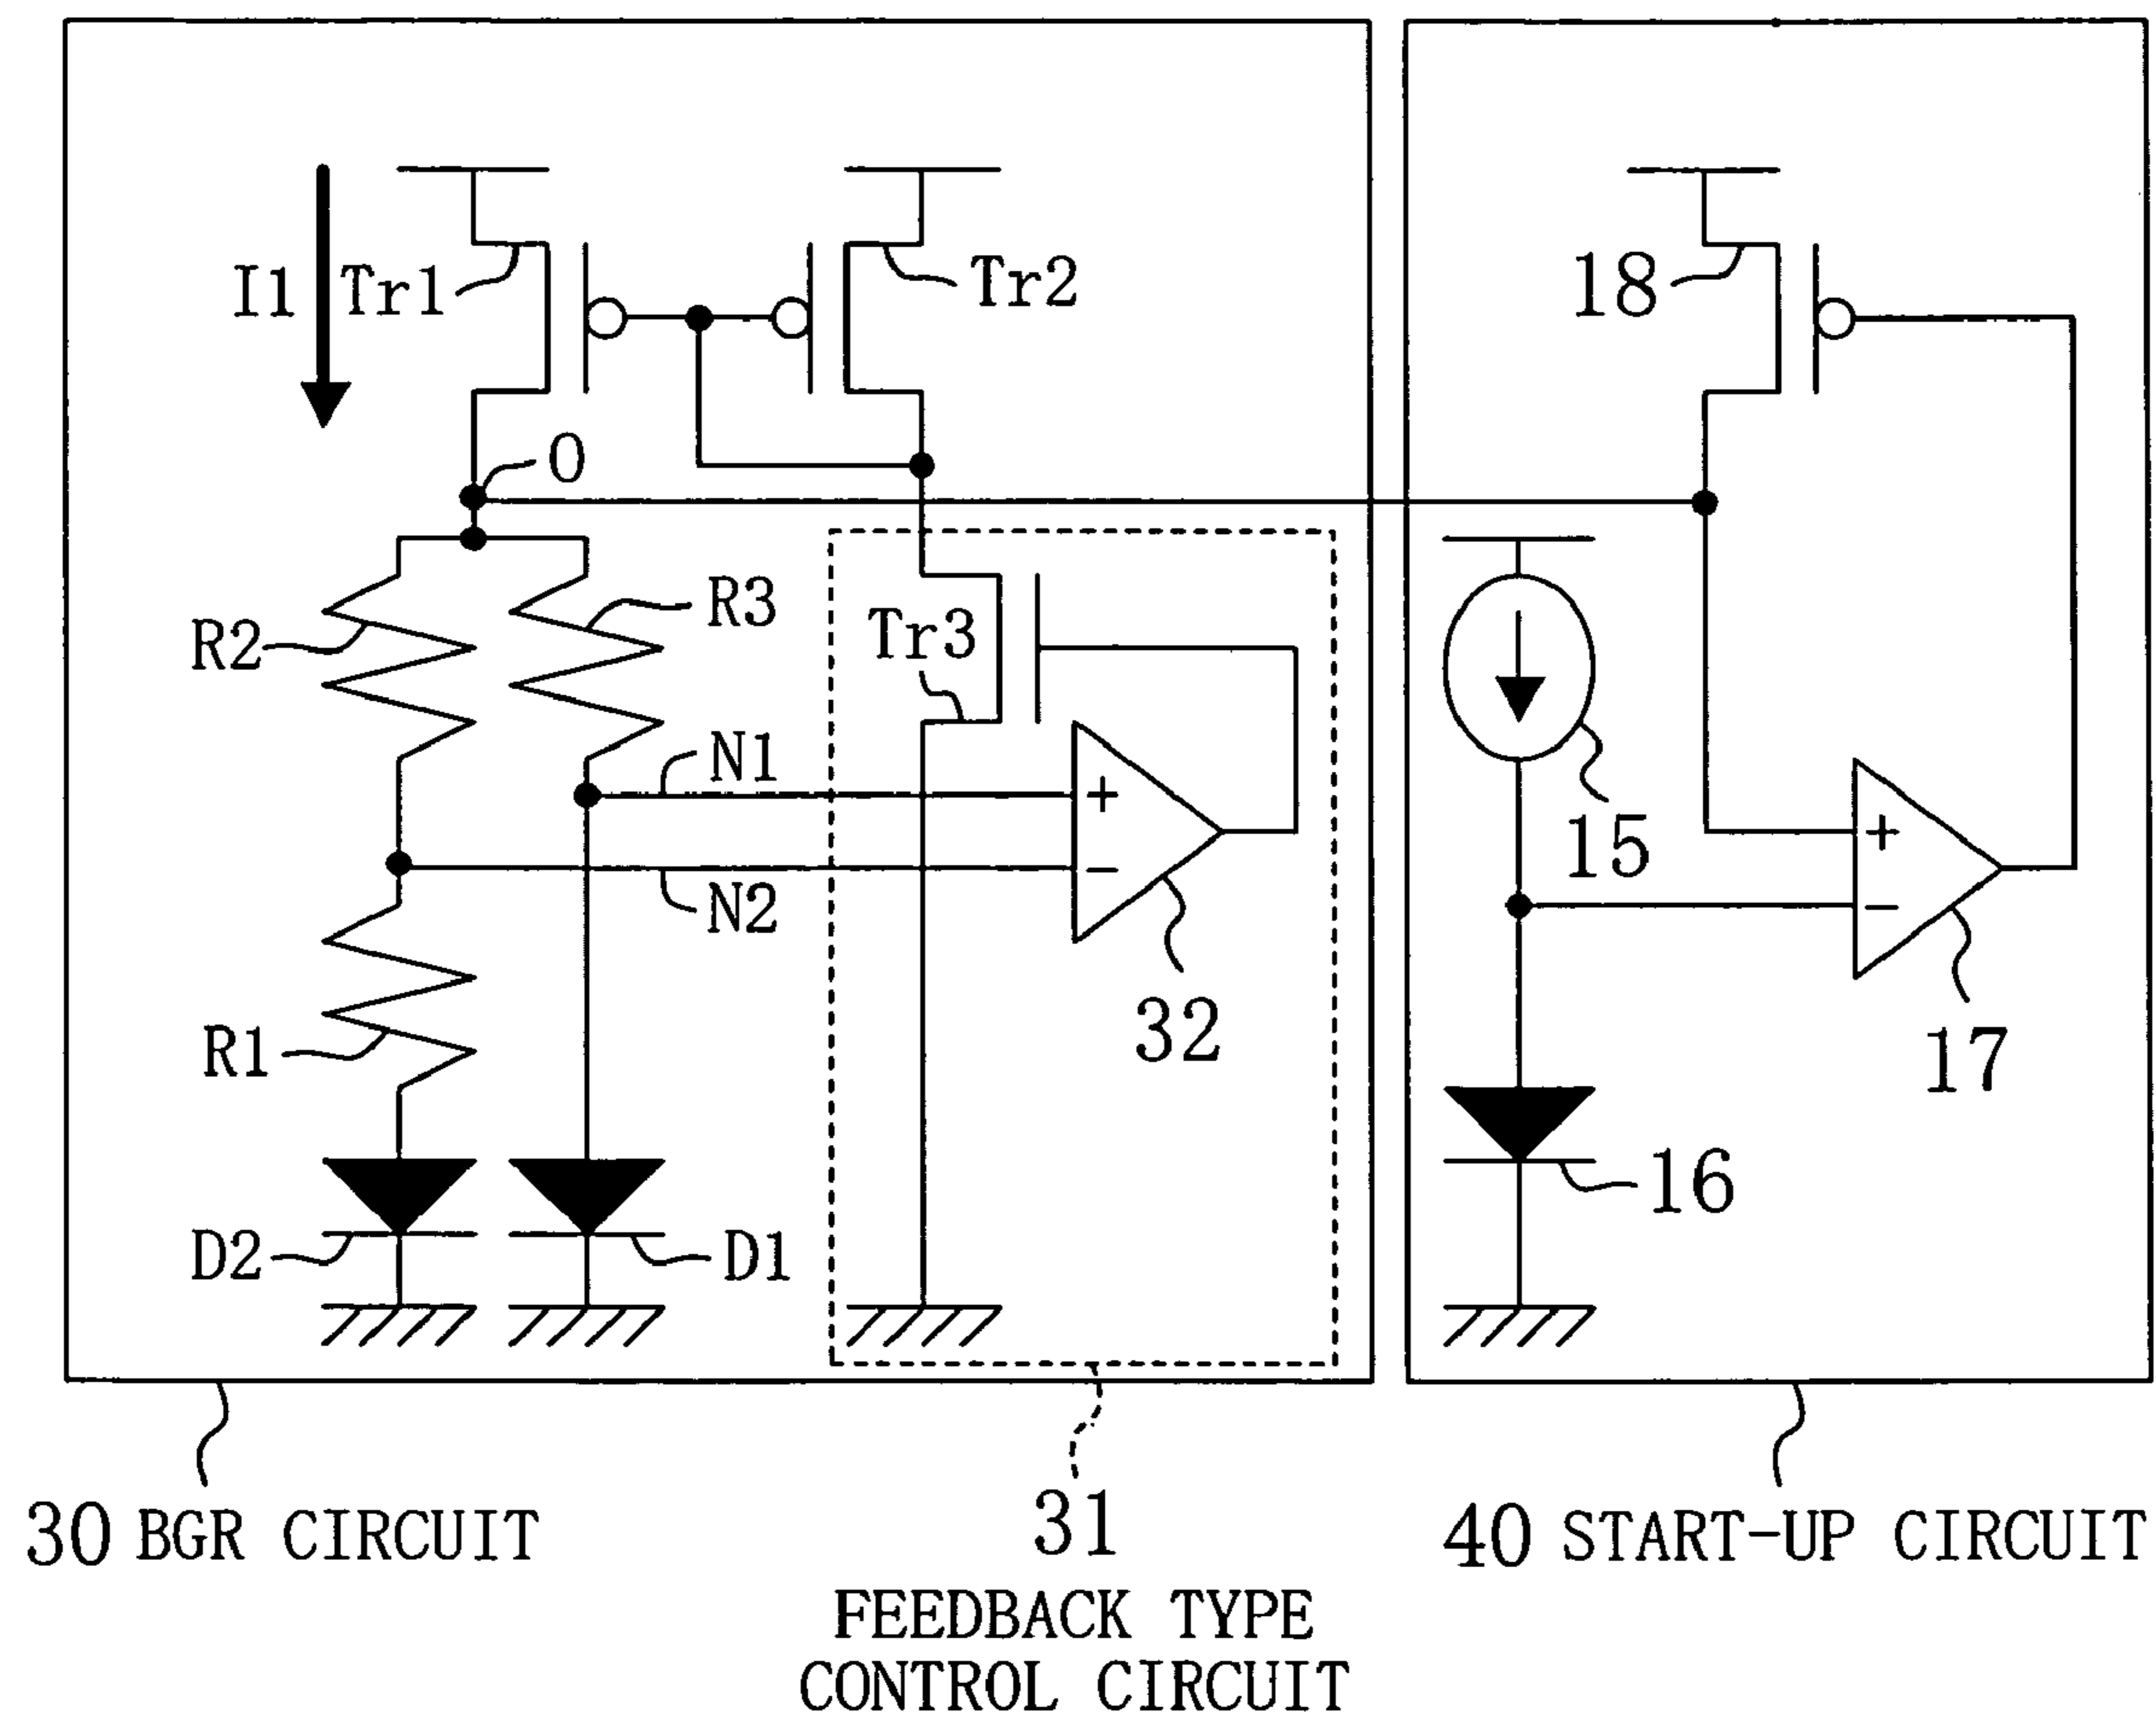 I1
Tr1
Tr2
18
O
R2
R3
Tr3
N1
+
15
+
−
N2
−
R1
32
17
16
D2
D1
30 BGR CIRCUIT
31
FEEDBACK TYPE
CONTROL CIRCUIT
40 START-UP CIRCUIT